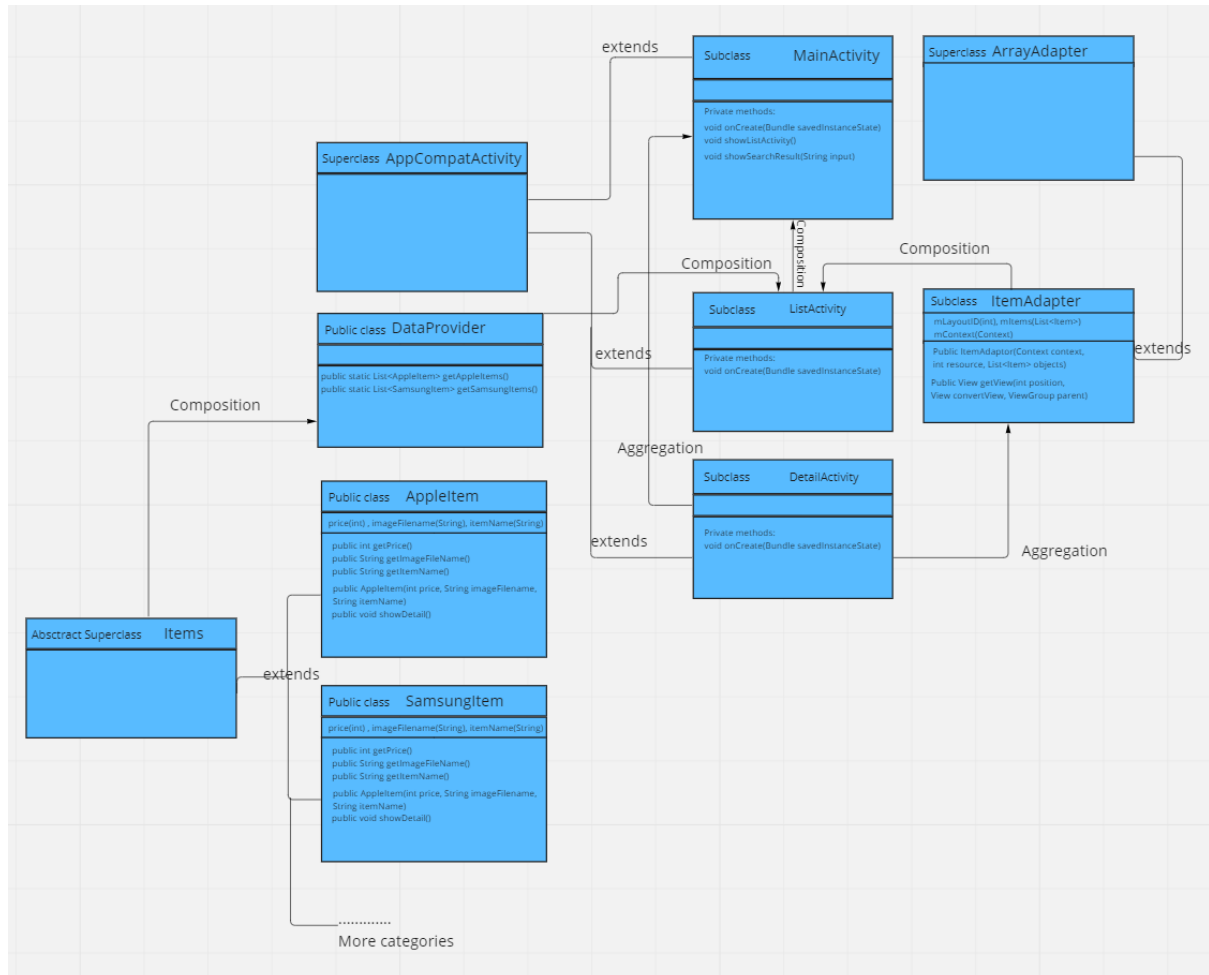 extends
Subclass MainActivity
Private methods:
void onCreate(Bundle savedInstanceState)
void showListActivity()
void showSearchResult(String input)
Superclass ArrayAdapter
Superclass AppCompatActivity
Composition
Composition
Composition
Public class DataProvider
public static List<AppleItem> getAppleItems()
public static List<SamsungItem> getSamsungItems()
Subclass ListActivity
Private methods:
void onCreate(Bundle savedInstanceState)
extends
Subclass ItemAdapter
mLayoutID(int), mItems(List<Item>)
mContext(Context)
Public ItemAdaptor(Context context,
int resource, List<Item> objects)
Public View getView(int position,
View convertView, ViewGroup parent)
extends
Composition
Aggregation
Subclass DetailActivity
Private methods:
void onCreate(Bundle savedInstanceState)
extends
Aggregation
Public class AppleItem
price(int) , imageFilename(String), itemName(String)
public int getPrice()
public String getImageFileName()
public String getItemName()
public AppleItem(int price, String imageFilename,
String itemName)
public void showDetail()
Absctract Superclass Items
extends
Public class SamsungItem
price(int) , imageFilename(String), itemName(String)
public int getPrice()
public String getImageFileName()
public String getItemName()
public AppleItem(int price, String imageFilename,
String itemName)
public void showDetail()
.............
More categories